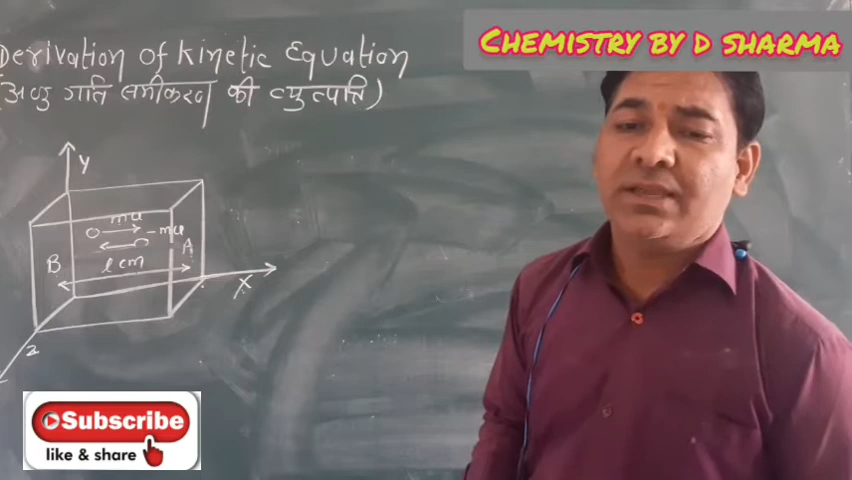 CHEMISTRY BY D SHARMA
Derivation of Kinetic Equation
(अणु गति समीकरण की व्युत्पत्ति)
Y
mu
-mu
A
B
l cm
X
z
Subscribe
like & share